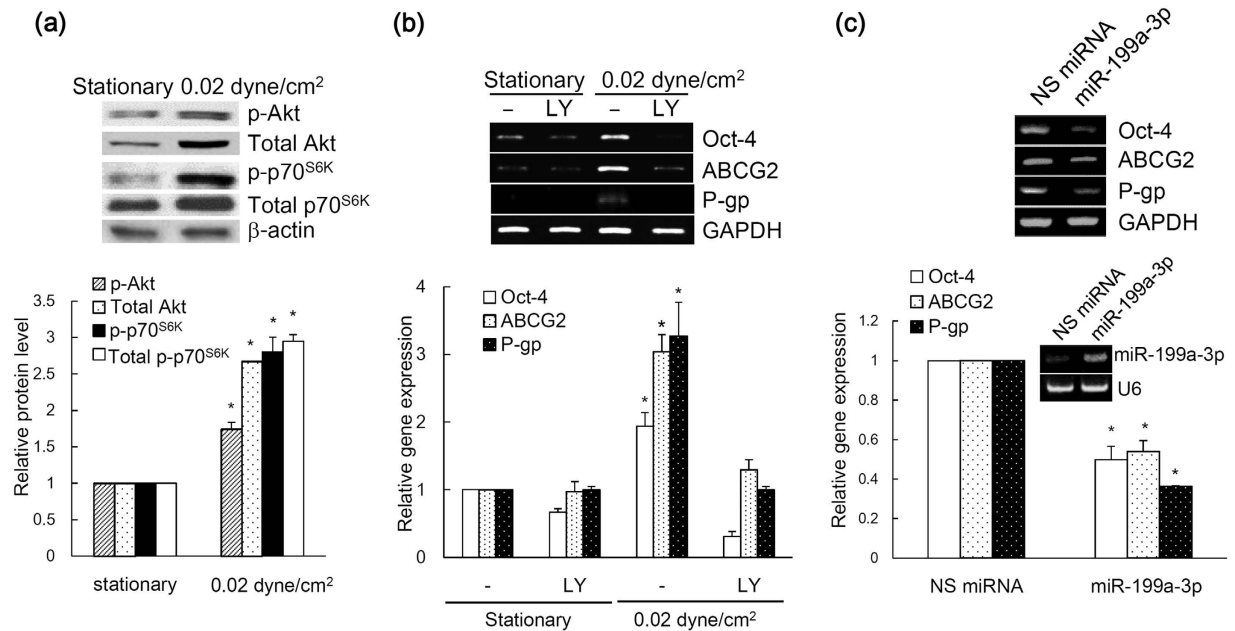 (a)
Stationary 0.02 dyne/cm²
p-Akt
Total Akt
p-p70ˢ⁶ᴷ
Total p70ˢ⁶ᴷ
β-actin
p-Akt
Total Akt
p-p70ˢ⁶ᴷ
Total p-p70ˢ⁶ᴷ
Relative protein level
3.5
3
2.5
2
1.5
1
0.5
0
* * * *
stationary 0.02 dyne/cm²
(b)
Stationary 0.02 dyne/cm²
– LY – LY
Oct-4
ABCG2
P-gp
GAPDH
Oct-4
ABCG2
P-gp
Relative gene expression
4
3
2
1
0
* * *
- LY - LY
Stationary 0.02 dyne/cm²
(c)
NS miRNA
miR-199a-3p
Oct-4
ABCG2
P-gp
GAPDH
Oct-4
ABCG2
P-gp
NS miRNA
miR-199a-3p
miR-199a-3p
U6
Relative gene expression
1.2
1
0.8
0.6
0.4
0.2
0
* * *
NS miRNA miR-199a-3p